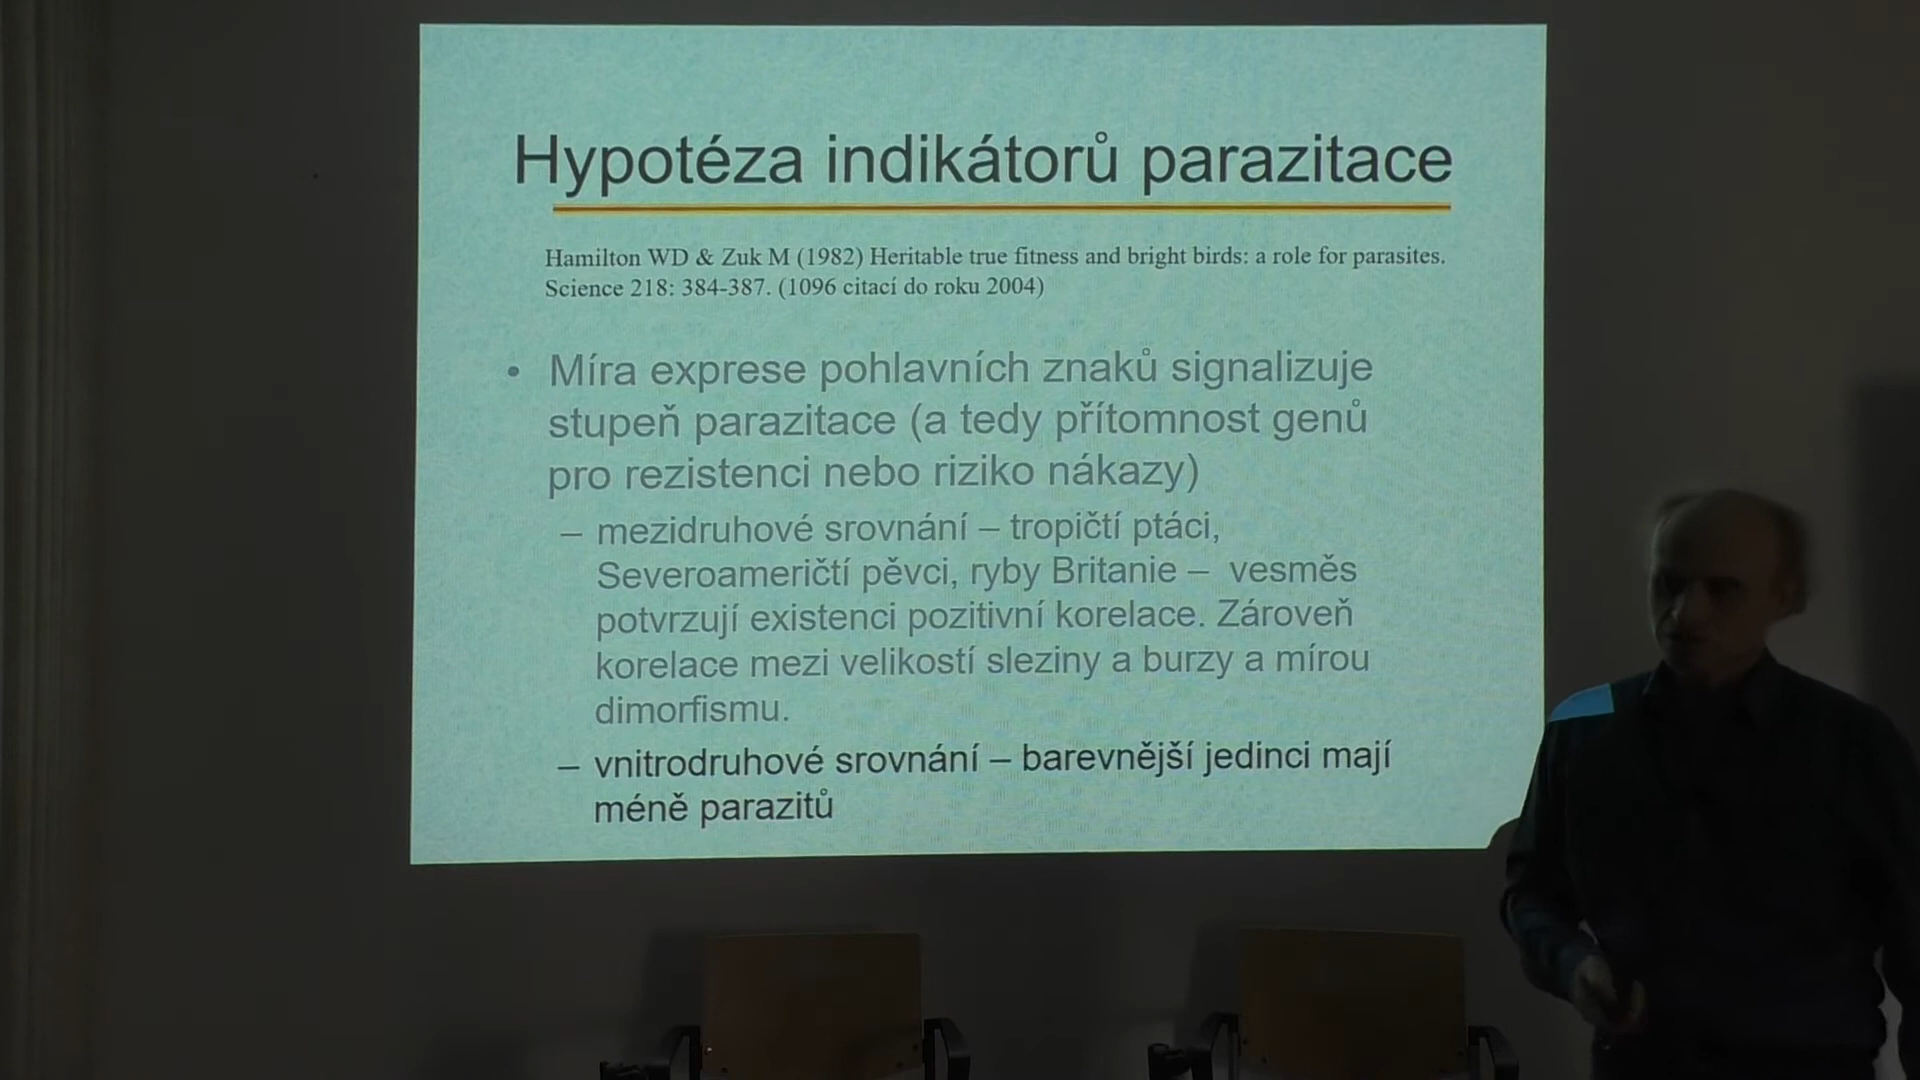 Hypotéza indikátorů parazitace
Hamilton WD & Zuk M (1982) Heritable true fitness and bright birds: a role for parasites.
Science 218: 384-387. (1096 citací do roku 2004)
• Míra exprese pohlavních znaků signalizuje
stupeň parazitace (a tedy přítomnost genů
pro rezistenci nebo riziko nákazy)
– mezidruhové srovnání – tropičtí ptáci,
Severoameričtí pěvci, ryby Britanie – vesměs
potvrzují existenci pozitivní korelace. Zároveň
korelace mezi velikostí sleziny a burzy a mírou
dimorfismu.
– vnitrodruhové srovnání – barevnější jedinci mají
méně parazitů